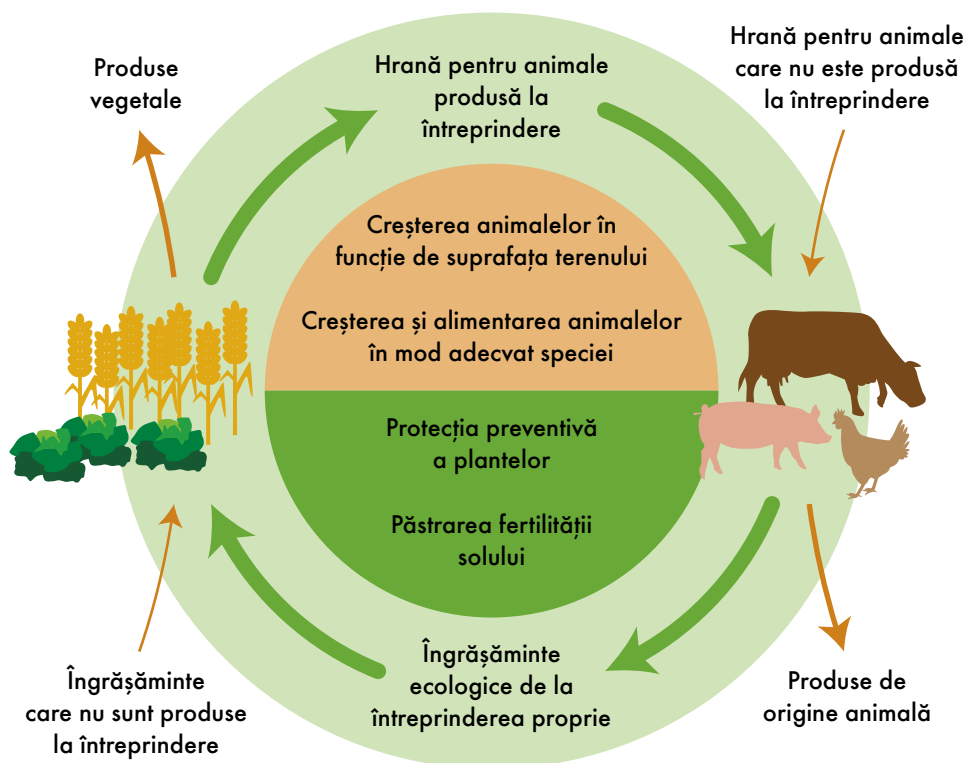 Produse
vegetale
Hrană pentru animale
produsă la
întreprindere
Hrană pentru animale
care nu este produsă
la întreprindere
Creșterea animalelor în
funcție de suprafața terenului
Creșterea și alimentarea animalelor
în mod adecvat speciei
Protecția preventivă
a plantelor
Păstrarea fertilității
solului
Îngrășăminte
care nu sunt produse
la întreprindere
Îngrășăminte
ecologice de la
întreprinderea proprie
Produse de
origine animală